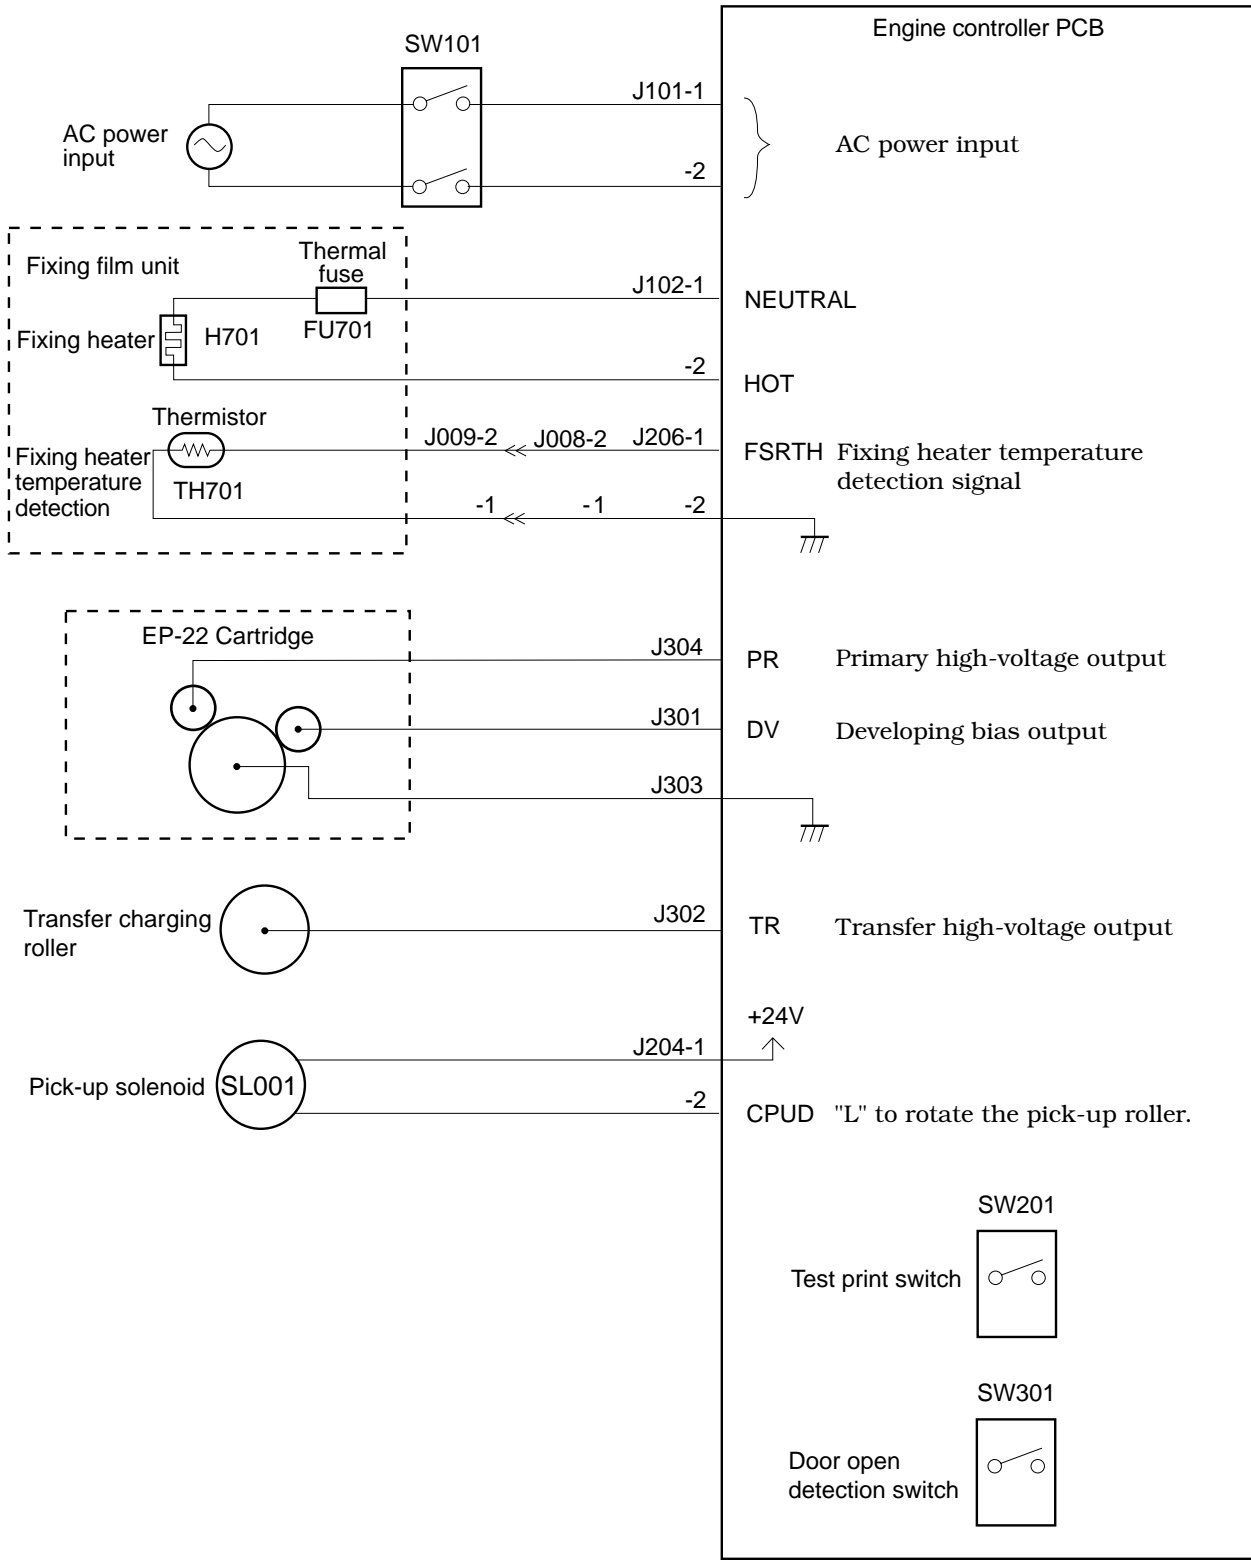 Engine controller PCB
SW101
J101-1
AC power
input
-2
AC power input
Fixing film unit
Thermal
fuse
FU701
Fixing heater
H701
J102-1
NEUTRAL
-2
HOT
Thermistor
TH701
Fixing heater
temperature
detection
J009-2
J008-2
J206-1
FSRTH Fixing heater temperature
detection signal
-1
-1
-2
EP-22 Cartridge
J304
PR Primary high-voltage output
J301
DV Developing bias output
J303
Transfer charging
roller
J302
TR Transfer high-voltage output
+24V
Pick-up solenoid
SL001
J204-1
-2
CPUD "L" to rotate the pick-up roller.
SW201
Test print switch
SW301
Door open
detection switch